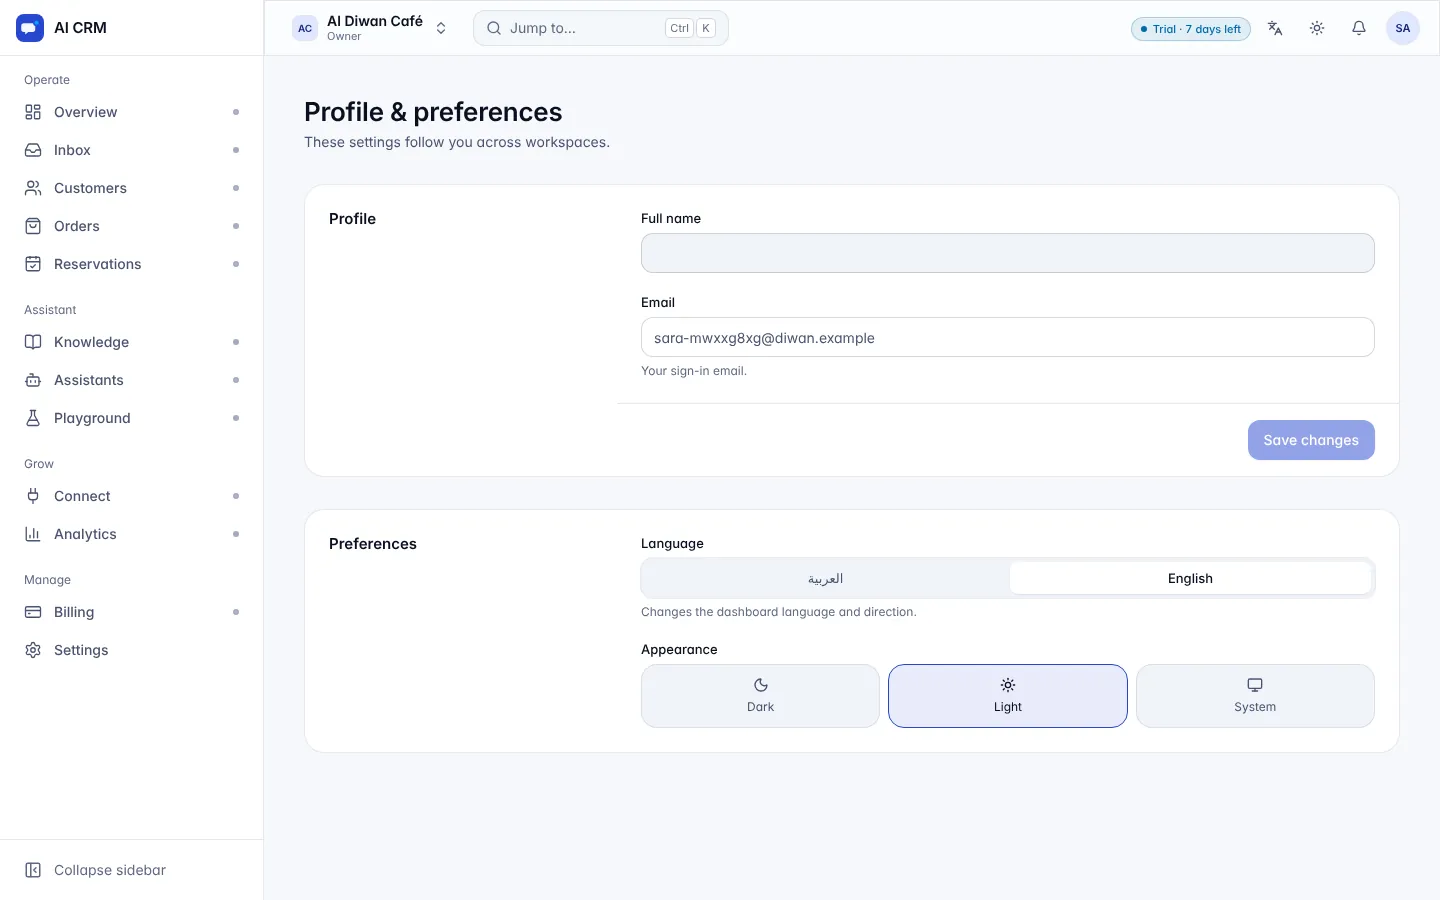 AI CRM
AC
Al Diwan Café
Owner
Jump to...
Ctrl
K
Trial · 7 days left
SA
Operate
Overview
Inbox
Customers
Orders
Reservations
Assistant
Knowledge
Assistants
Playground
Grow
Connect
Analytics
Manage
Billing
Settings
Collapse sidebar
Profile & preferences
These settings follow you across workspaces.
Profile
Full name
Email
sara-mwxxg8xg@diwan.example
Your sign-in email.
Save changes
Preferences
Language
العربية
English
Changes the dashboard language and direction.
Appearance
Dark
Light
System